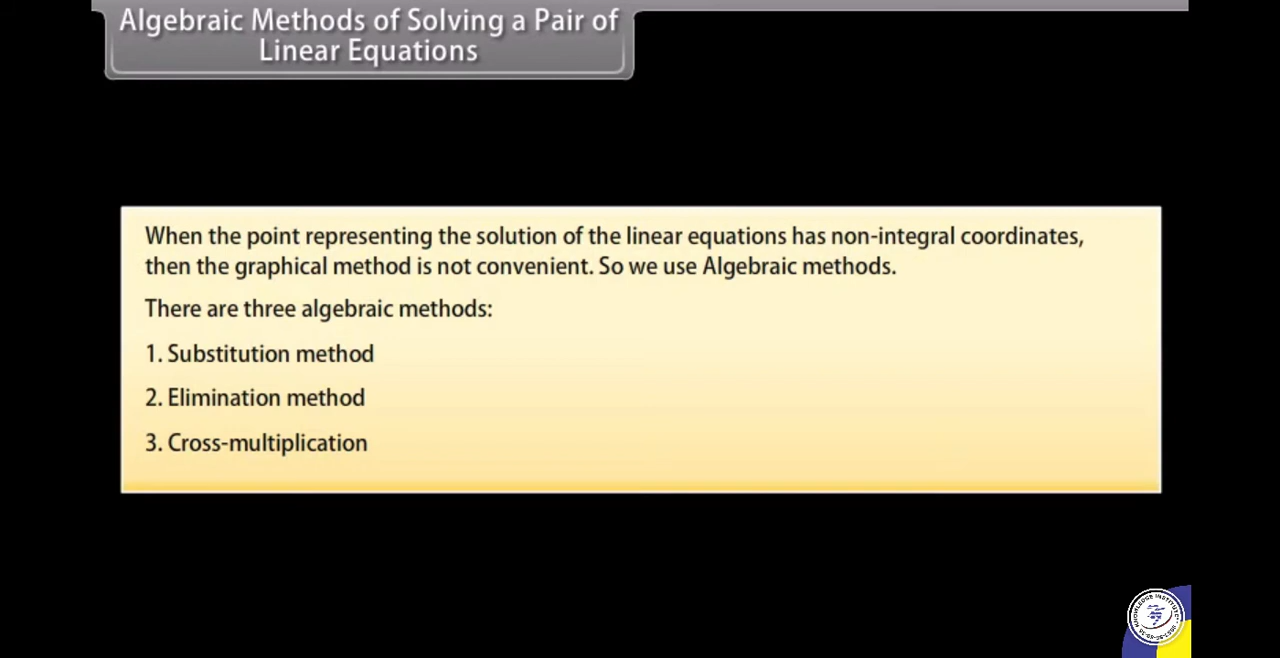 Algebraic Methods of Solving a Pair of
Linear Equations
When the point representing the solution of the linear equations has non-integral coordinates,
then the graphical method is not convenient. So we use Algebraic methods.
There are three algebraic methods:
1. Substitution method
2. Elimination method
3. Cross-multiplication
KNOWLEDGE INSTITUTE